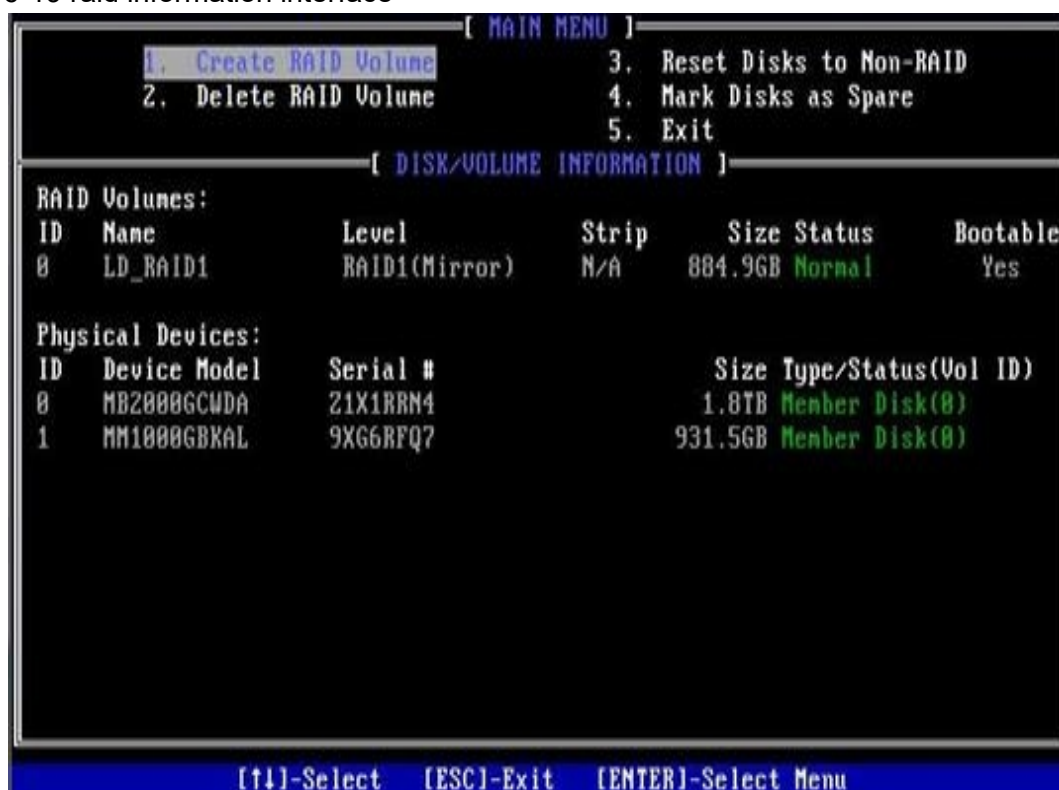 [ MAIN MENU ]
1. Create RAID Volume 3. Reset Disks to Non-RAID
2. Delete RAID Volume 4. Mark Disks as Spare
5. Exit
[ DISK/VOLUME INFORMATION ]
RAID Volumes:
ID Name Level Strip Size Status Bootable
0 LD_RAID1 RAID1(Mirror) N/A 884.9GB Normal Yes
Physical Devices:
ID Device Model Serial # Size Type/Status(Vol ID)
0 MB2000GCWDA Z1X1RRN4 1.8TB Member Disk(0)
1 MM1000GBKAL 9XG6RFQ7 931.5GB Member Disk(0)
[↑↓]-Select [ESC]-Exit [ENTER]-Select Menu